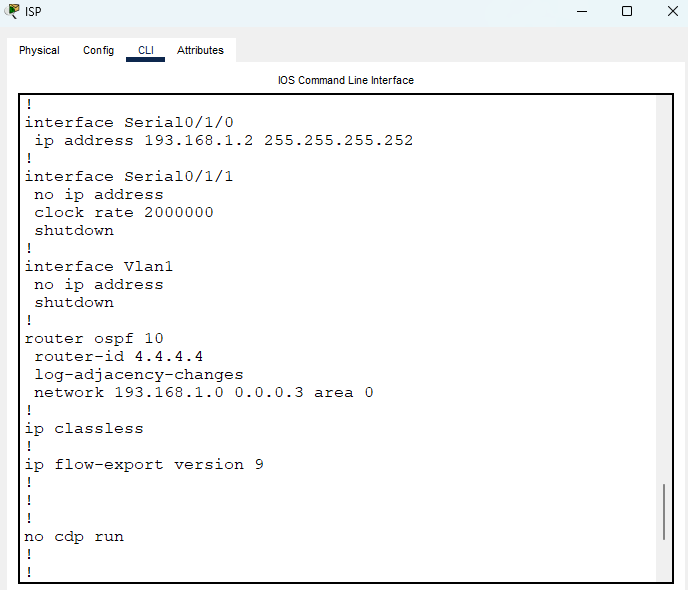 ISP
Physical Config CLI Attributes
IOS Command Line Interface
!
interface Serial0/1/0
 ip address 193.168.1.2 255.255.255.252
!
interface Serial0/1/1
 no ip address
 clock rate 2000000
 shutdown
!
interface Vlan1
 no ip address
 shutdown
!
router ospf 10
 router-id 4.4.4.4
 log-adjacency-changes
 network 193.168.1.0 0.0.0.3 area 0
!
ip classless
!
ip flow-export version 9
!
!
!
no cdp run
!
!